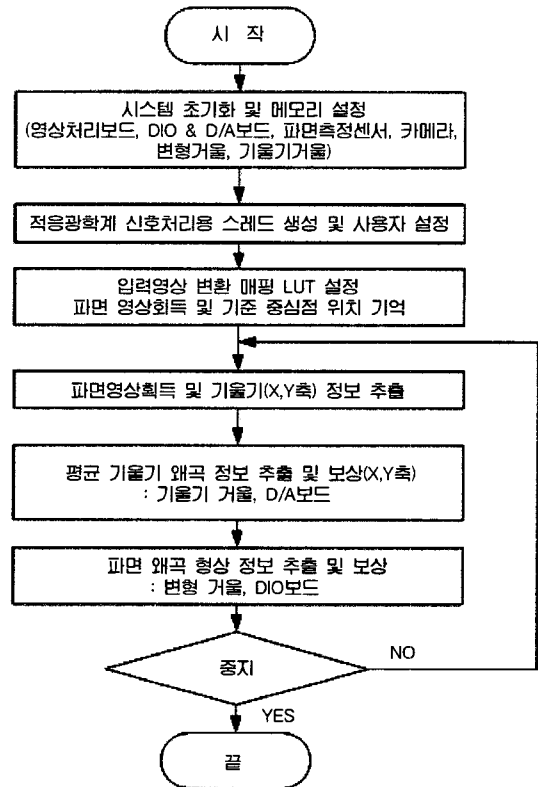 시 작
시스템 초기화 및 메모리 설정
(영상처리보드, DIO & D/A보드, 파면측정센서, 카메라,
변형거울, 기울기거울)
적응광학계 신호처리용 스레드 생성 및 사용자 설정
입력영상 변환 매핑 LUT 설정
파면 영상회득 및 기준 중심점 위치 기억
파면영상획득 및 기울기(X,Y축) 정보 추출
평균 기울기 왜곡 정보 추출 및 보상(X,Y축)
: 기울기 거울, D/A보드
파면 왜곡 형상 정보 추출 및 보상
: 변형 거울, DIO보드
중지
NO
YES
끝